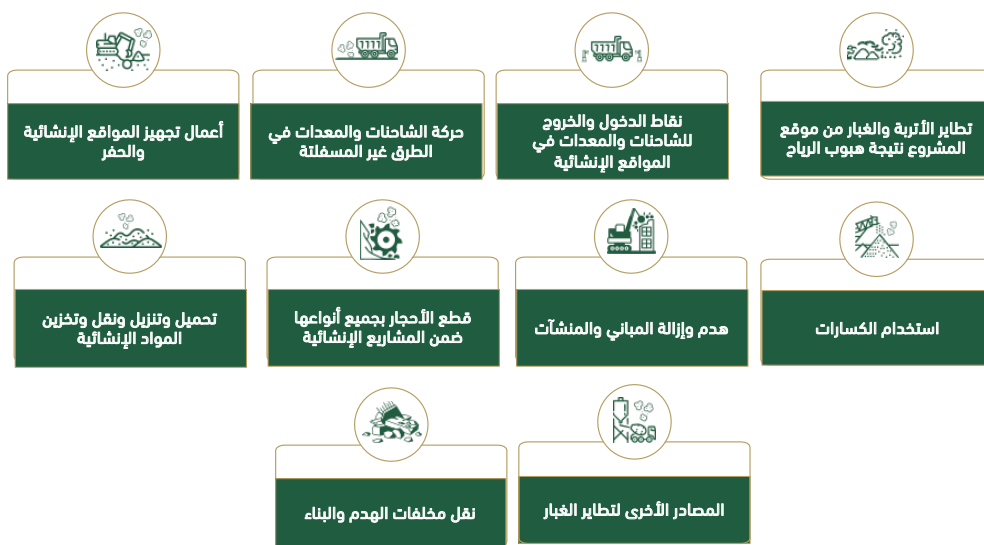 تطاير الأتربة والغبار من موقع
المشروع نتيجة هبوب الرياح
نقاط الدخول والخروج
للشاحنات والمعدات في
المواقع الإنشائية
حركة الشاحنات والمعدات في
الطرق غير المسفلتة
أعمال تجهيز المواقع الإنشائية
والحفر
استخدام الكسارات
هدم وإزالة المباني والمنشآت
قطع الأحجار بجميع أنواعها
ضمن المشاريع الإنشائية
تحميل وتنزيل ونقل وتخزين
المواد الإنشائية
المصادر الأخرى لتطاير الغبار
نقل مخلفات الهدم والبناء